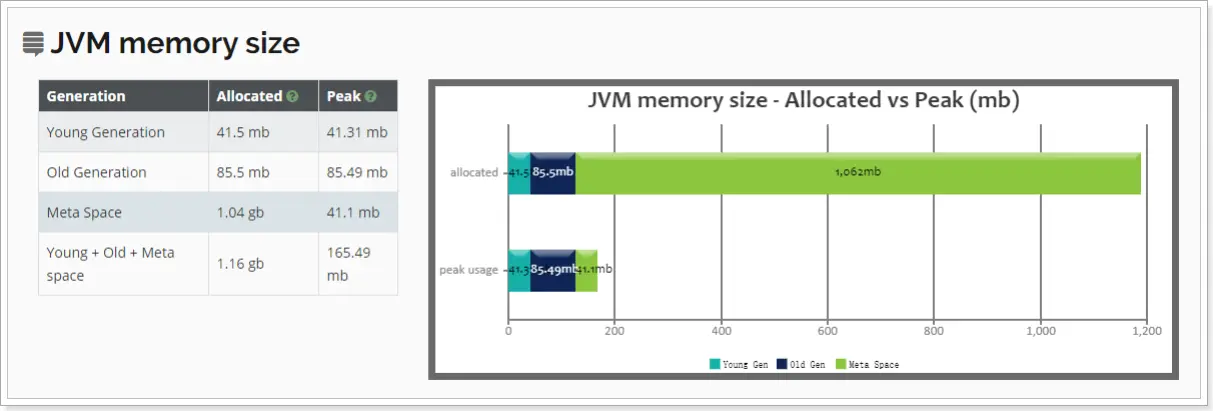 JVM memory size
Generation Allocated Peak
Young Generation 41.5 mb 41.31 mb
Old Generation 85.5 mb 85.49 mb
Meta Space 1.04 gb 41.1 mb
Young + Old + Meta
space 1.16 gb 165.49
mb
JVM memory size - Allocated vs Peak (mb)
allocated 41.5 85.5mb 1,062mb
peak usage 41.3 85.49mb 41.1mb
0 200 400 600 800 1,000 1,200
Young Gen Old Gen Meta Space